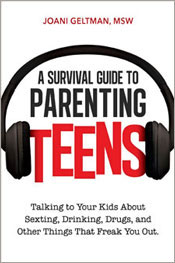 JOANI GELTMAN, MSW
A SURVIVAL GUIDE TO
PARENTING
TEENS
Talking to Your Kids About
Sexting, Drinking, Drugs, and
Other Things That Freak You Out.